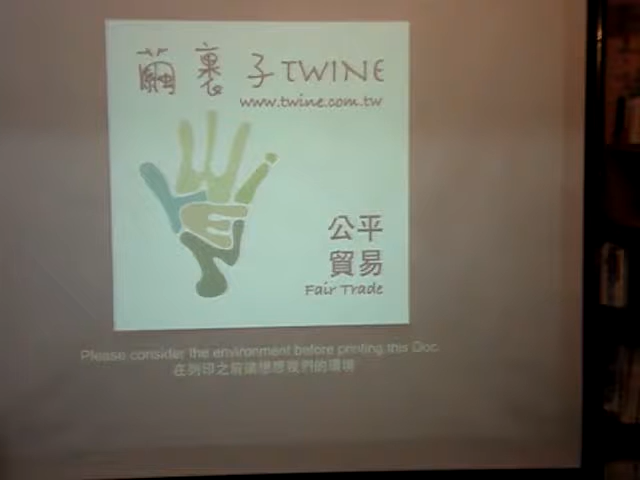 繭裹子TWINE
www.twine.com.tw
公平
貿易
Fair Trade
Please consider the environment before printing this Doc.
在列印之前請想想我們的環境